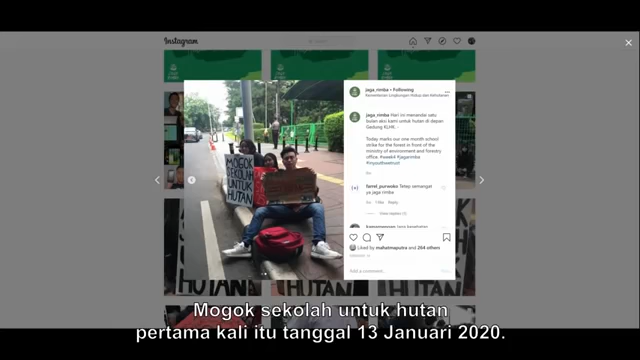 Instagram
jaga_rimba • Following
Kementerian Lingkungan Hidup dan Kehutanan
jaga_rimba Hari ini menandai satu
bulan aksi kami untuk hutan di depan
Gedung KLHK. -
Today marks our one month school
strike for the forest in front of the
ministry of environment and forestry
office. #week4 #jagarimba
farrel_purwoko Tetap semangat
ya jaga rimba
MOGOK
SEKOLAH
UNTUK
HUTAN
Liked by mahatmaputra and 264 others
Add a comment...
Mogok sekolah untuk hutan
pertama kali itu tanggal 13 Januari 2020.